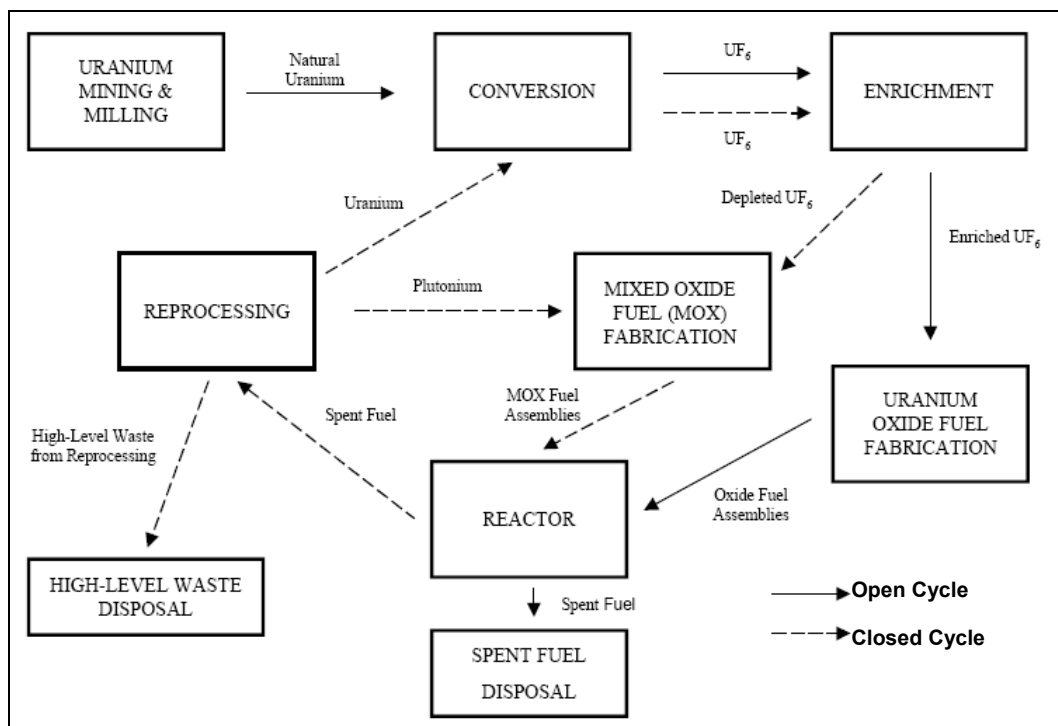 URANIUM
MINING &
MILLING
Natural
Uranium
CONVERSION
UF6
UF6
ENRICHMENT
Uranium
Depleted UF6
Enriched UF6
REPROCESSING
Plutonium
MIXED OXIDE
FUEL (MOX)
FABRICATION
URANIUM
OXIDE FUEL
FABRICATION
High-Level Waste
from Reprocessing
Spent Fuel
MOX Fuel
Assemblies
REACTOR
Oxide Fuel
Assemblies
HIGH-LEVEL WASTE
DISPOSAL
Spent Fuel
SPENT FUEL
DISPOSAL
Open Cycle
Closed Cycle